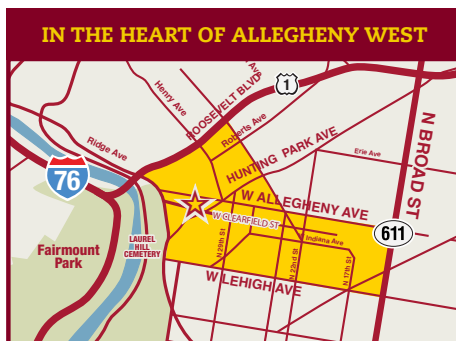 IN THE HEART OF ALLEGHENY WEST
1
ROOSEVELT BLVD
Henry Ave
Roberts Ave
N BROAD ST
HUNTING PARK AVE
Ridge Ave
Erie Ave
76
W ALLEGHENY AVE
W CLEARFIELD ST
611
Indiana Ave
LAUREL
HILL
CEMETERY
Fairmount
Park
N 29th St
N 22nd St
N 17th St
W LEHIGH AVE